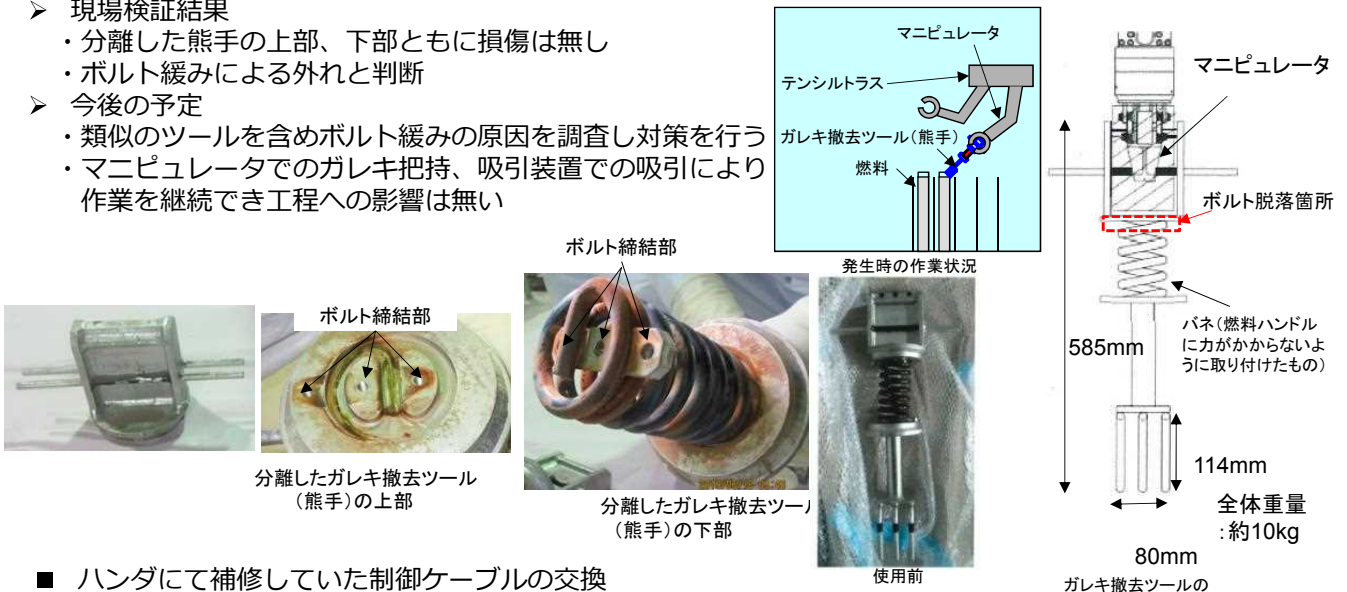 ➢ 現場検証結果
・分離した熊手の上部、下部ともに損傷は無し
・ボルト緩みによる外れと判断
➢ 今後の予定
・類似のツールを含めボルト緩みの原因を調査し対策を行う
・マニピュレータでのガレキ把持、吸引装置での吸引により
作業を継続でき工程への影響は無い
マニピュレータ
テンシルトラス
ガレキ撤去ツール(熊手)
燃料
発生時の作業状況
マニピュレータ
ボルト脱落箇所
バネ(燃料ハンドル
に力がかからないよ
うに取り付けたもの)
585mm
114mm
全体重量
:約10kg
80mm
ガレキ撤去ツールの
ボルト締結部
ボルト締結部
分離したガレキ撤去ツール
(熊手)の上部
分離したガレキ撤去ツール
(熊手)の下部
使用前
■ ハンダにて補修していた制御ケーブルの交換